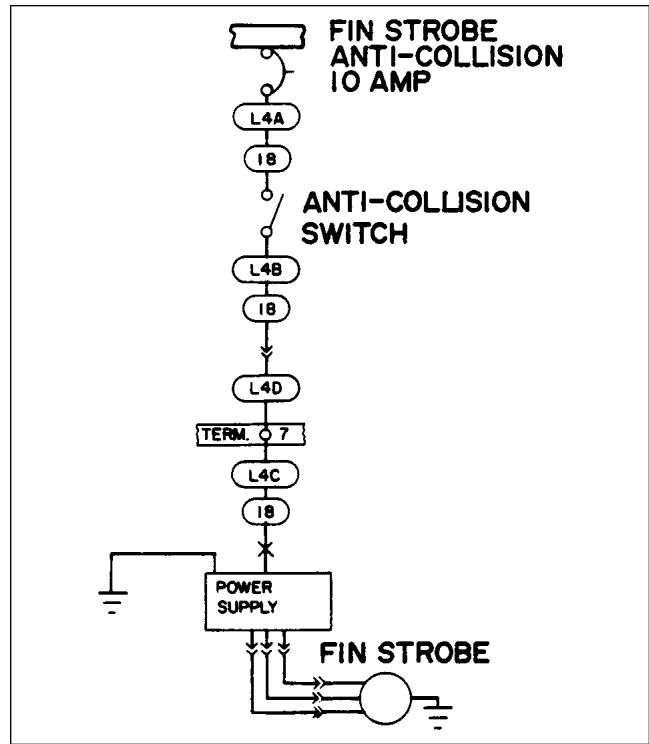 FIN STROBE
ANTI-COLLISION
10 AMP
L4A
18
ANTI-COLLISION
SWITCH
L4B
18
L4D
TERM. 7
L4C
18
POWER
SUPPLY
FIN STROBE